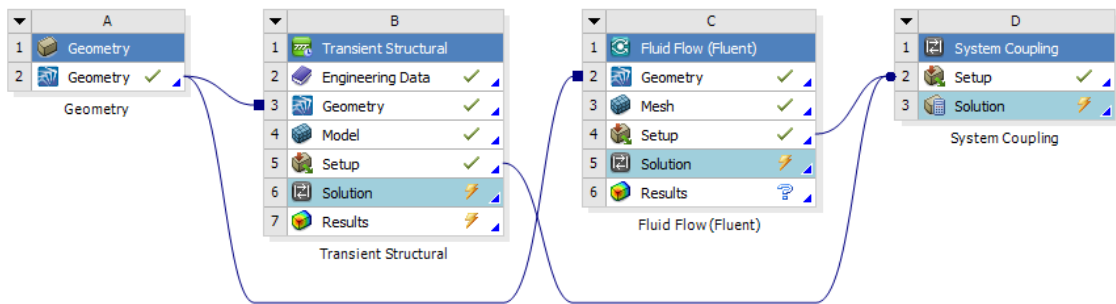 A
1 Geometry
2 Geometry
Geometry
B
1 Transient Structural
2 Engineering Data
3 Geometry
4 Model
5 Setup
6 Solution
7 Results
Transient Structural
C
1 Fluid Flow (Fluent)
2 Geometry
3 Mesh
4 Setup
5 Solution
6 Results
Fluid Flow (Fluent)
D
1 System Coupling
2 Setup
3 Solution
System Coupling